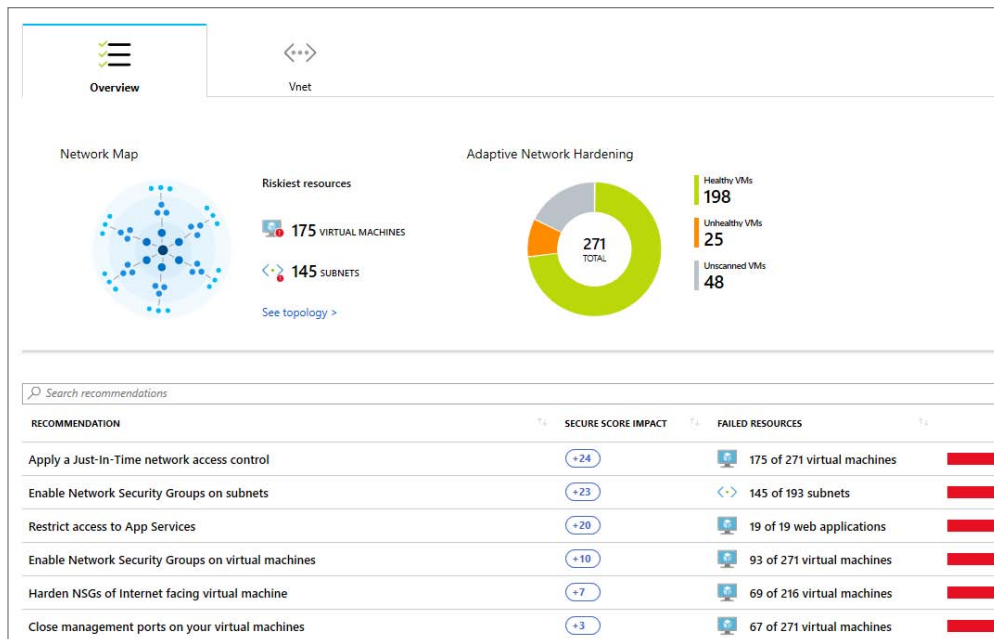 Overview
Vnet
Network Map
Adaptive Network Hardening
Riskiest resources
175 VIRTUAL MACHINES
145 SUBNETS
See topology >
271
TOTAL
Healthy VMs
198
Unhealthy VMs
25
Unscanned VMs
48
Search recommendations
RECOMMENDATION SECURE SCORE IMPACT FAILED RESOURCES
Apply a Just-In-Time network access control +24 175 of 271 virtual machines
Enable Network Security Groups on subnets +23 145 of 193 subnets
Restrict access to App Services +20 19 of 19 web applications
Enable Network Security Groups on virtual machines +10 93 of 271 virtual machines
Harden NSGs of Internet facing virtual machine +7 69 of 216 virtual machines
Close management ports on your virtual machines +3 67 of 271 virtual machines